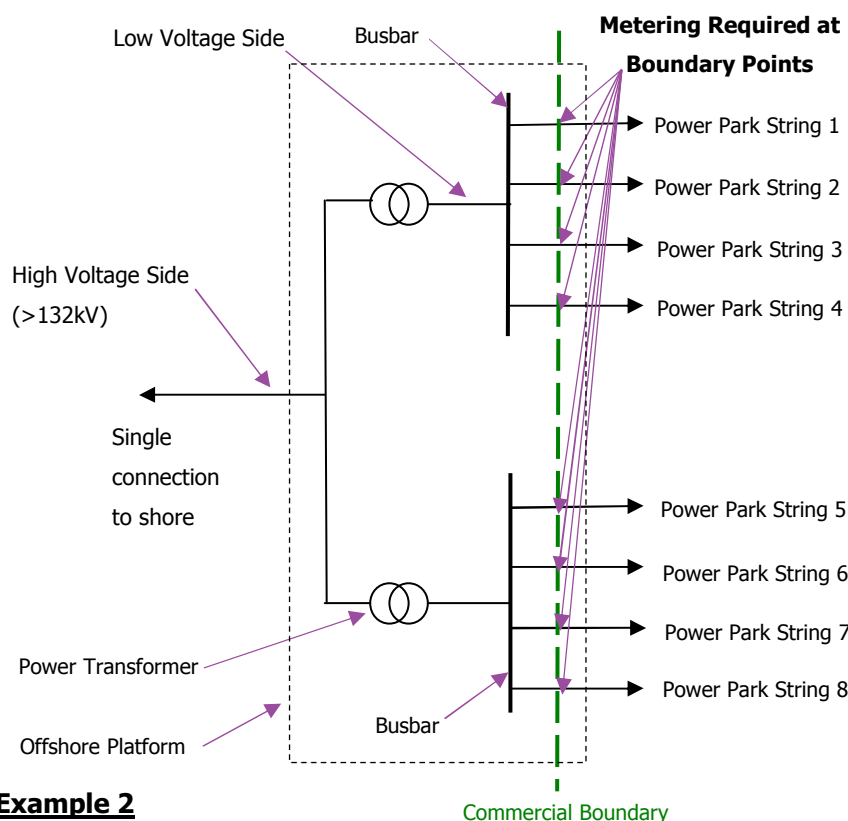 Low Voltage Side
Busbar
Metering Required at
Boundary Points
Power Park String 1
Power Park String 2
Power Park String 3
Power Park String 4
High Voltage Side
(>132kV)
Single
connection
to shore
Power Park String 5
Power Park String 6
Power Park String 7
Power Park String 8
Power Transformer
Busbar
Offshore Platform
Example 2
Commercial Boundary